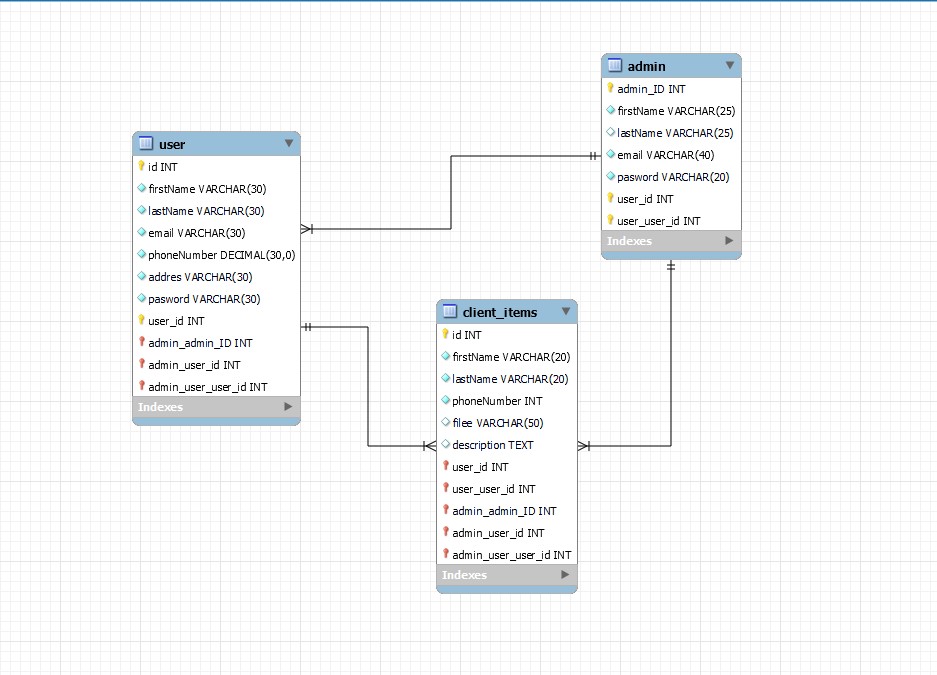 user
id INT
firstName VARCHAR(30)
lastName VARCHAR(30)
email VARCHAR(30)
phoneNumber DECIMAL(30,0)
addres VARCHAR(30)
pasword VARCHAR(30)
user_id INT
admin_admin_ID INT
admin_user_id INT
admin_user_user_id INT
Indexes
admin
admin_ID INT
firstName VARCHAR(25)
lastName VARCHAR(25)
email VARCHAR(40)
pasword VARCHAR(20)
user_id INT
user_user_id INT
Indexes
client_items
id INT
firstName VARCHAR(20)
lastName VARCHAR(20)
phoneNumber INT
filee VARCHAR(50)
description TEXT
user_id INT
user_user_id INT
admin_admin_ID INT
admin_user_id INT
admin_user_user_id INT
Indexes